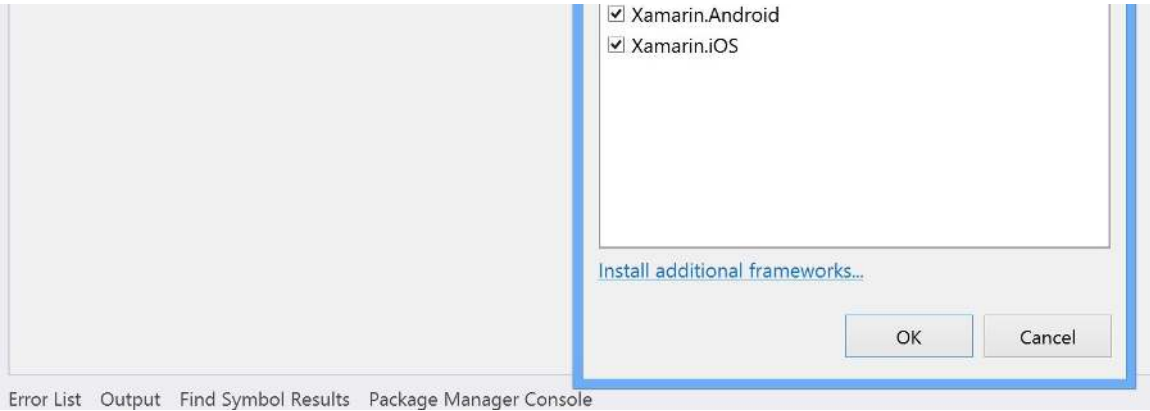 Xamarin.Android
Xamarin.iOS
Install additional frameworks...
OK Cancel
Error List Output Find Symbol Results Package Manager Console